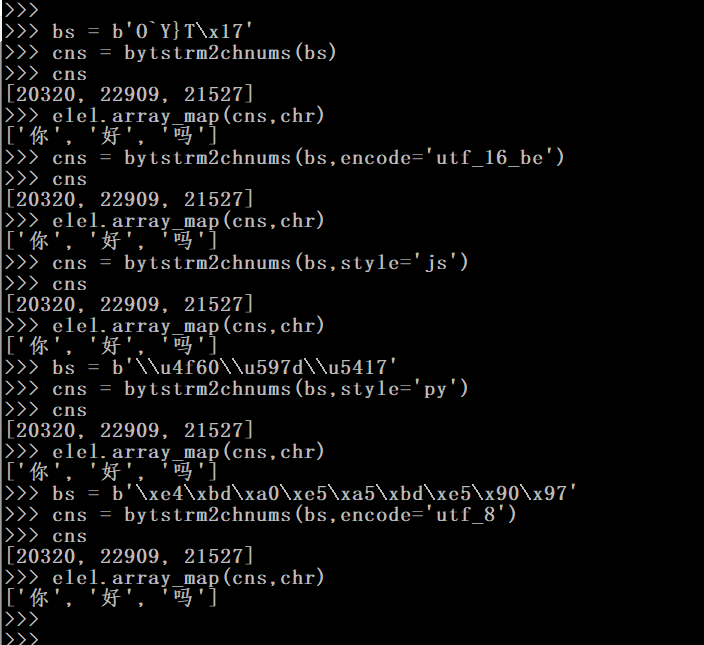 >>>
>>> bs = b'O`Y}T\x17'
>>> cns = bytstrm2chnums(bs)
>>> cns
[20320, 22909, 21527]
>>> elel.array_map(cns,chr)
['你', '好', '吗']
>>> cns = bytstrm2chnums(bs,encode='utf_16_be')
>>> cns
[20320, 22909, 21527]
>>> elel.array_map(cns,chr)
['你', '好', '吗']
>>> cns = bytstrm2chnums(bs,style='js')
>>> cns
[20320, 22909, 21527]
>>> elel.array_map(cns,chr)
['你', '好', '吗']
>>> bs = b'\\u4f60\\u597d\\u5417'
>>> cns = bytstrm2chnums(bs,style='py')
>>> cns
[20320, 22909, 21527]
>>> elel.array_map(cns,chr)
['你', '好', '吗']
>>> bs = b'\xe4\xbd\xa0\xe5\xa5\xbd\xe5\x90\x97'
>>> cns = bytstrm2chnums(bs,encode='utf_8')
>>> cns
[20320, 22909, 21527]
>>> elel.array_map(cns,chr)
['你', '好', '吗']
>>>
>>>